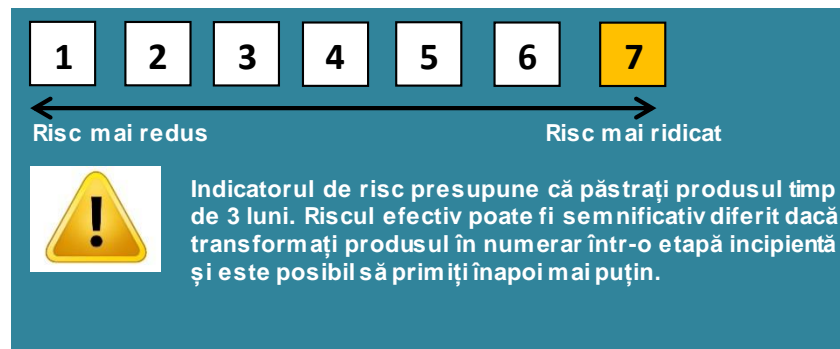 1 2 3 4 5 6 7
Risc mai redus Risc mai ridicat
Indicatorul de risc presupune că păstrați produsul timp
de 3 luni. Riscul efectiv poate fi semnificativ diferit dacă
transformați produsul în numerar într-o etapă incipientă
și este posibil să primiți înapoi mai puțin.